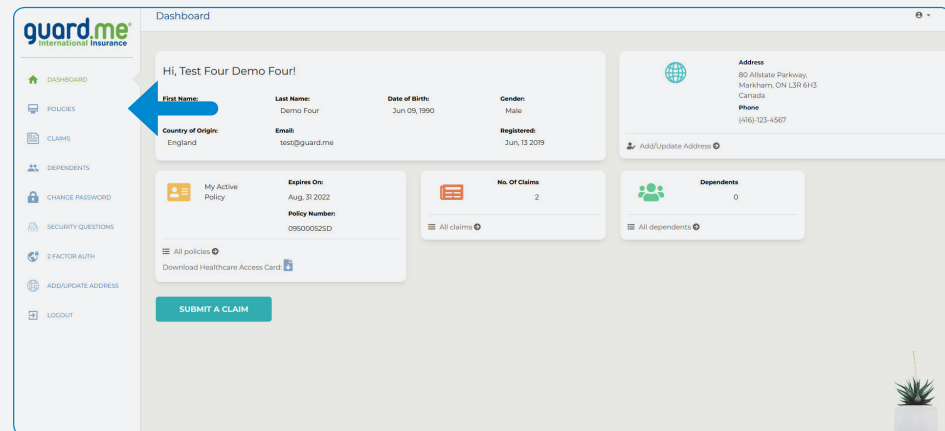 guard.me®
International Insurance
DASHBOARD
POLICIES
CLAIMS
DEPENDENTS
CHANGE PASSWORD
SECURITY QUESTIONS
2 FACTOR AUTH
ADD/UPDATE ADDRESS
LOGOUT
Dashboard
Hi, Test Four Demo Four!
First Name: Last Name: Date of Birth: Gender:
Demo Four Jun 09, 1990 Male
Country of Origin: Email: Registered:
England test@guard.me Jun, 13 2019
Address
80 Allstate Parkway,
Markham, ON L3R 6H3
Canada
Phone
(416)-123-4567
Add/Update Address
My Active
Policy
Expires On:
Aug, 31 2022
Policy Number:
09500052SD
All policies
Download Healthcare Access Card:
No. Of Claims
2
All claims
Dependents
0
All dependents
SUBMIT A CLAIM